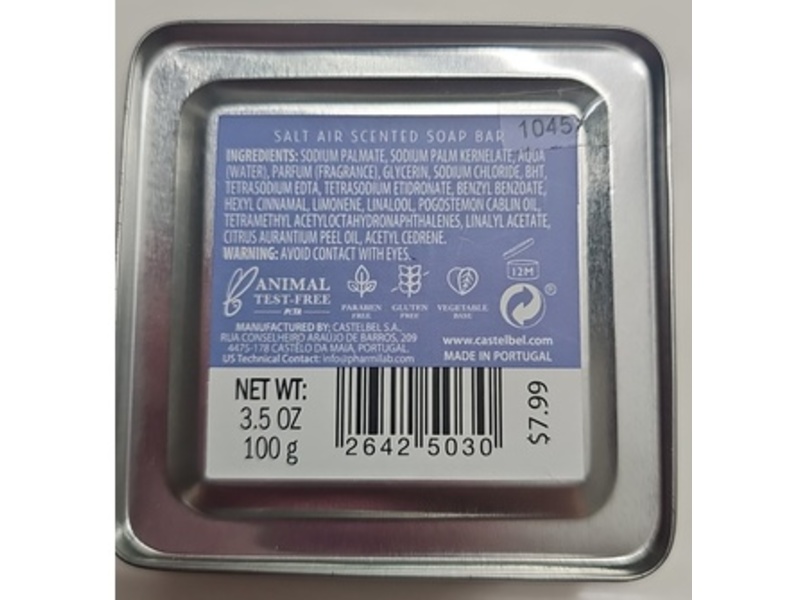 SALT AIR SCENTED SOAP BAR
1045X
INGREDIENTS: SODIUM PALMATE, SODIUM PALM KERNELATE, AQUA
(WATER), PARFUM (FRAGRANCE), GLYCERIN, SODIUM CHLORIDE, BHT,
TETRASODIUM EDTA, TETRASODIUM ETIDRONATE, BENZYL BENZOATE,
HEXYL CINNAMAL, LIMONENE, LINALOOL, POGOSTEMON CABLIN OIL,
TETRAMETHYL ACETYLOCTAHYDRONAPHTHALENES, LINALYL ACETATE,
CITRUS AURANTIUM PEEL OIL, ACETYL CEDRENE.
WARNING: AVOID CONTACT WITH EYES.
12M
ANIMAL
TEST-FREE
PETA
PARABEN
FREE
GLUTEN
FREE
VEGETABLE
BASE
®
MANUFACTURED BY: CASTELBEL S.A.,
RUA CONSELHEIRO ARAÚJO DE BARROS, 209
4475-178 CASTÊLO DA MAIA, PORTUGAL.
US Technical Contact: info@pharmilab.com
www.castelbel.com
MADE IN PORTUGAL
NET WT:
3.5 OZ
100 g
2642 5030
$7.99